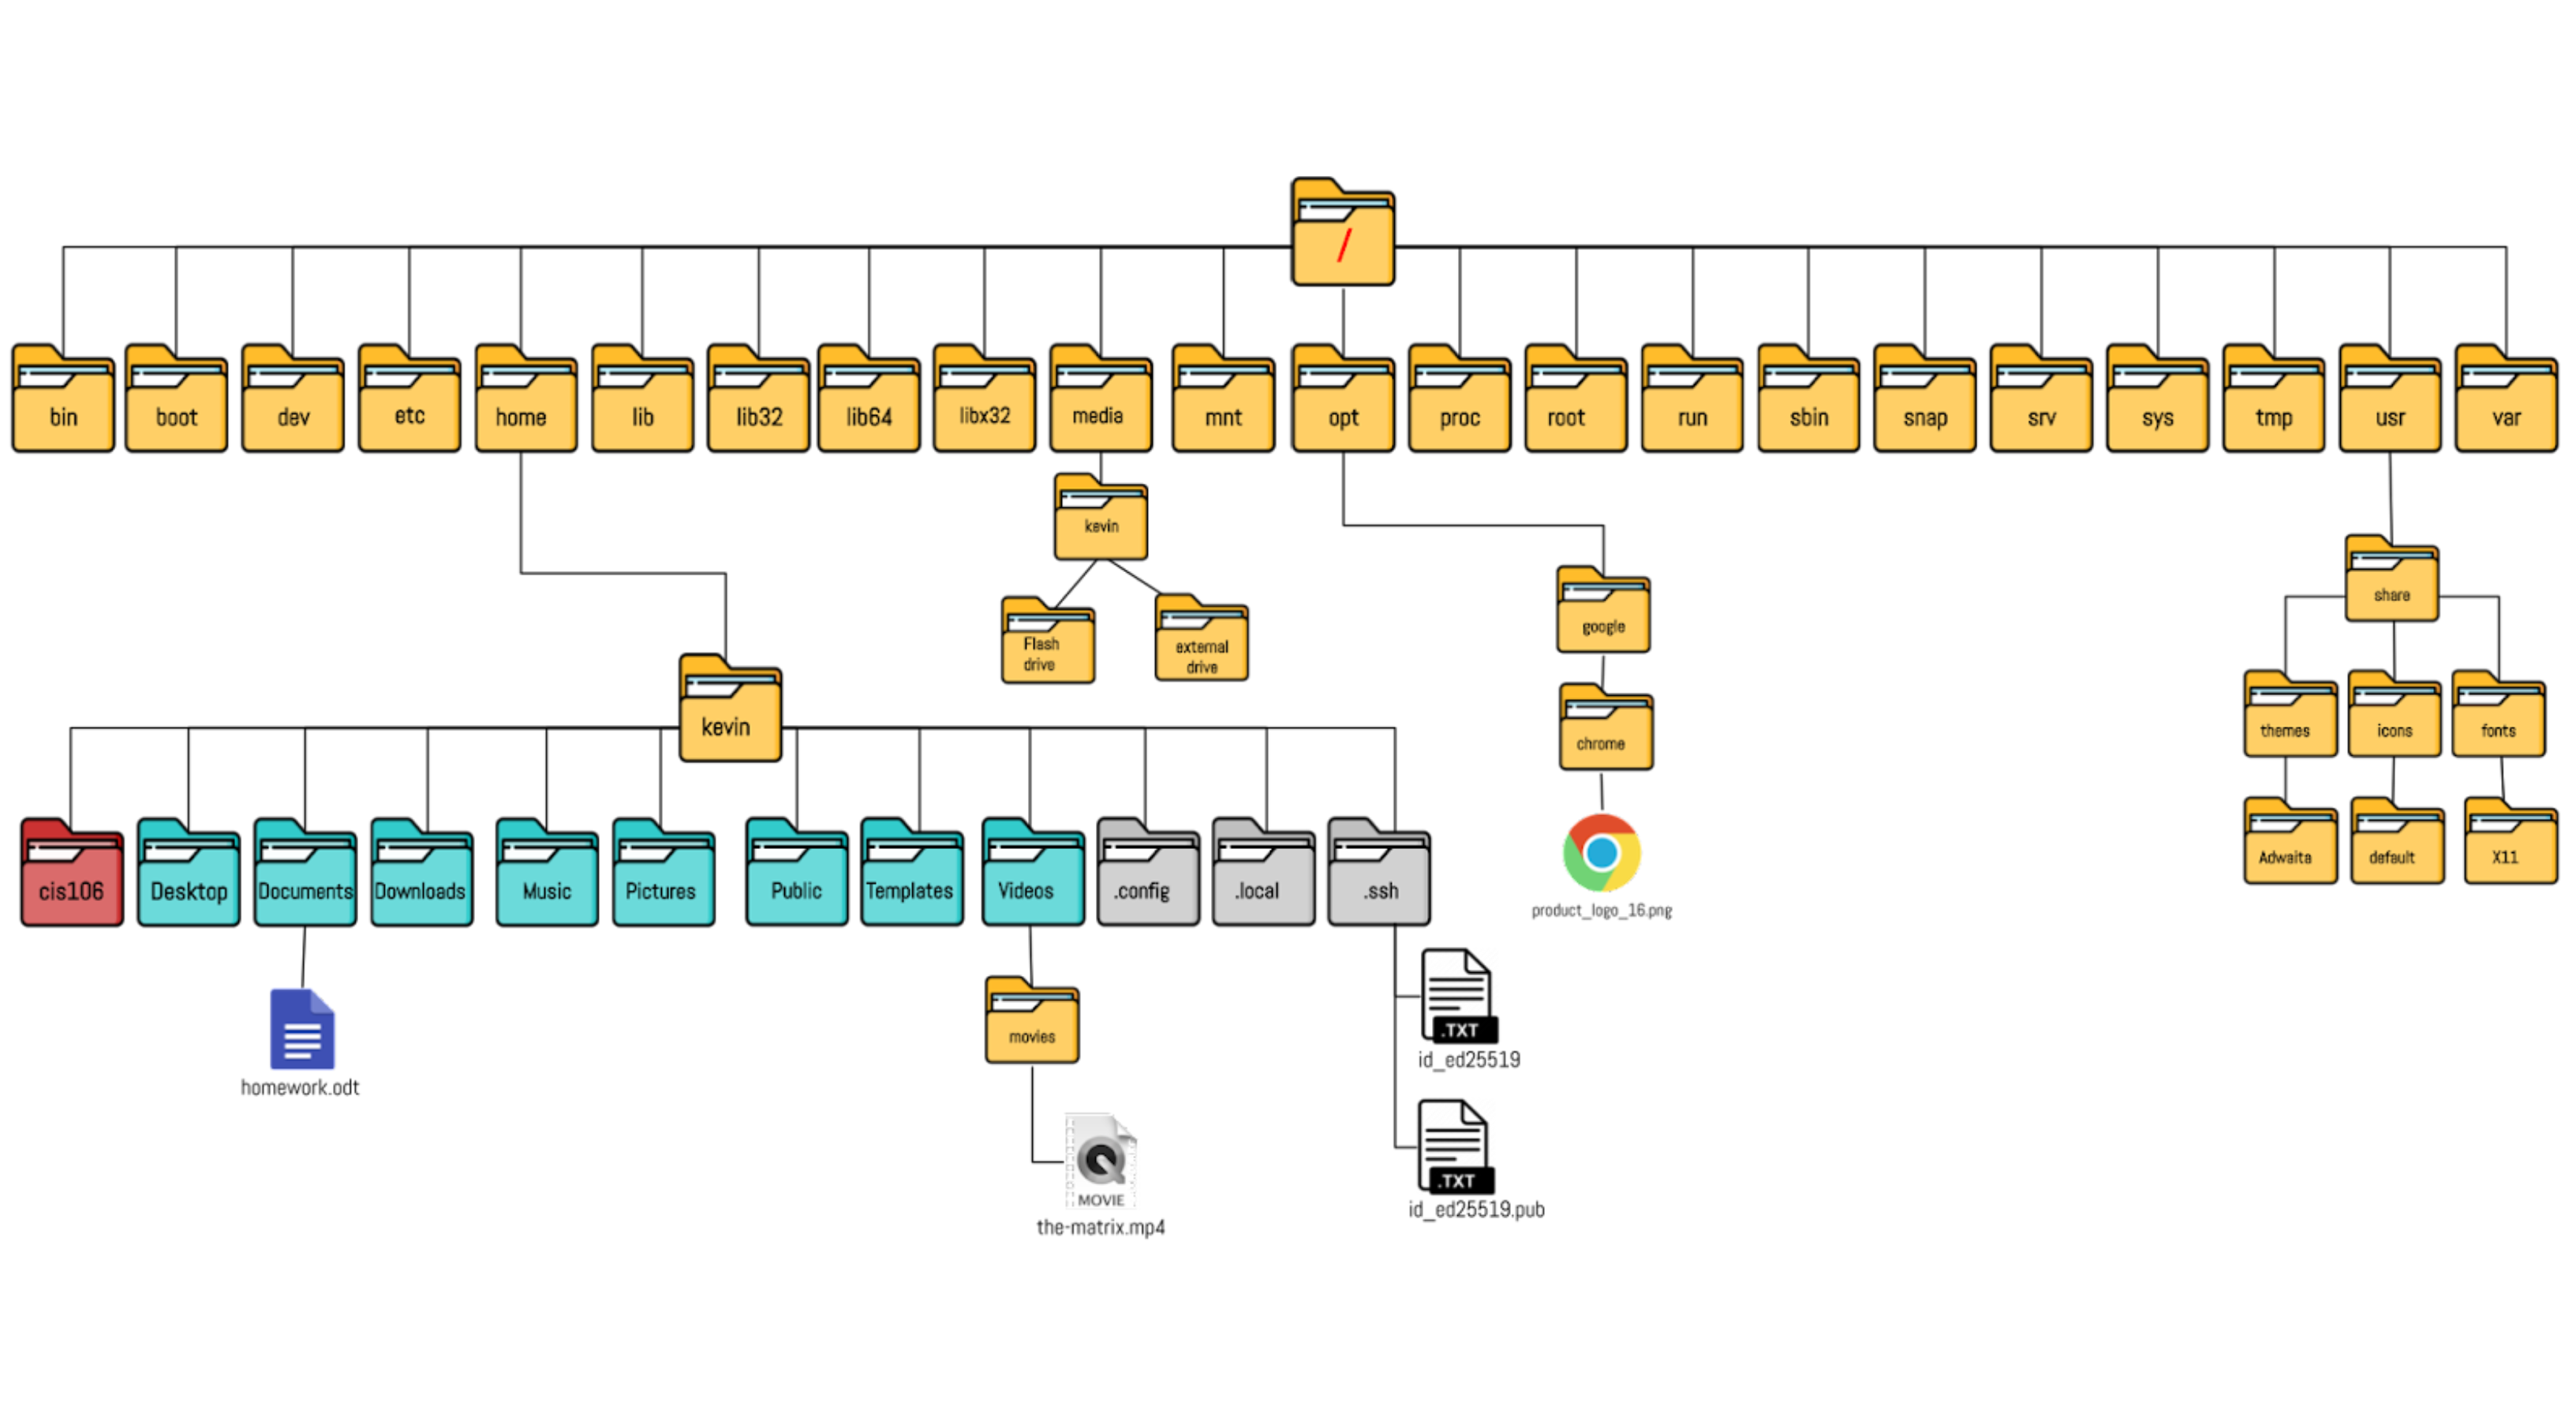 /
bin
boot
dev
etc
home
lib
lib32
lib64
libx32
media
mnt
opt
proc
root
run
sbin
snap
srv
sys
tmp
usr
var
kevin
Flash
drive
external
drive
google
chrome
product_logo_16.png
share
themes
icons
fonts
Adwaita
default
X11
kevin
cis106
Desktop
Documents
Downloads
Music
Pictures
Public
Templates
Videos
.config
.local
.ssh
homework.odt
movies
MOVIE
the-matrix.mp4
.TXT
id_ed25519
.TXT
id_ed25519.pub